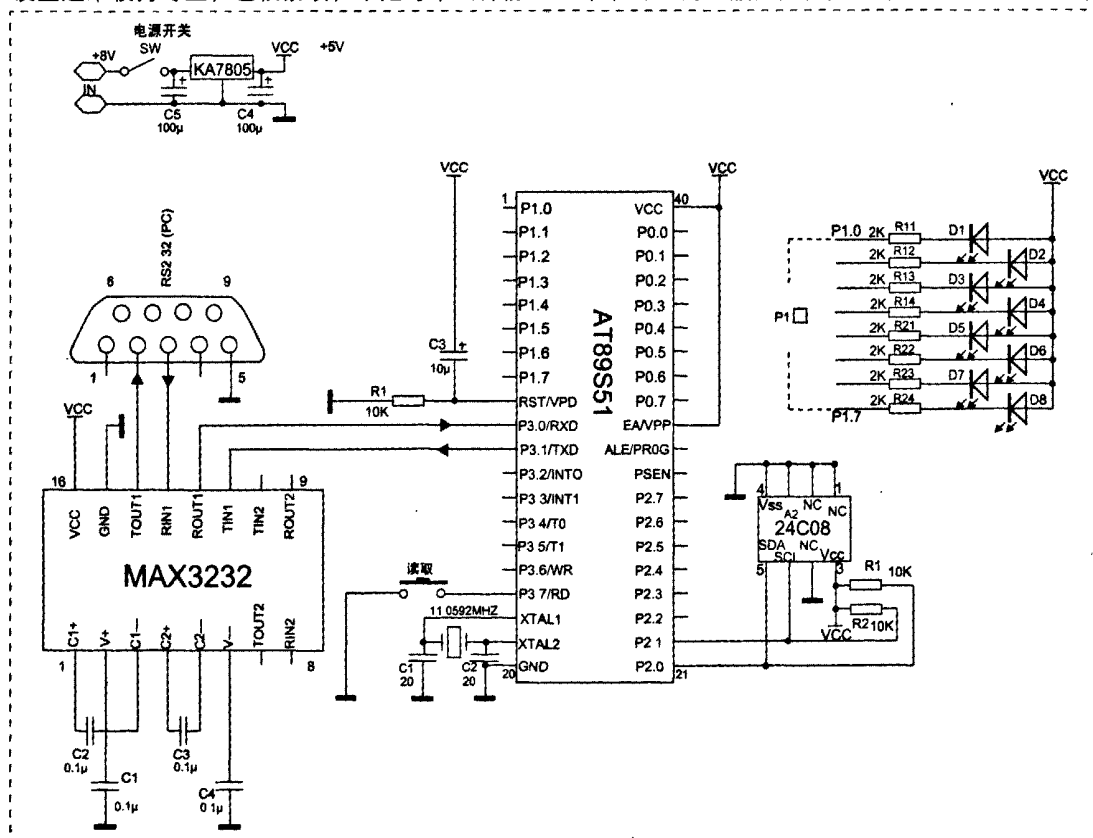 电源开关
+8V
SW
KA7805
VCC
+5V
IN
C5
100μ
C4
100μ
RS2 32 (PC)
6
9
1
5
VCC
16
9
VCC
GND
TOUT1
RIN1
ROUT1
TIN1
TIN2
ROUT2
MAX3232
C1+
V+
C1—
C2+
C2—
V—
TOUT2
RIN2
1
8
C2
0.1μ
C1
0.1μ
C3
0.1μ
C4
0 1μ
VCC
C3
10μ
R1
10K
读取
11 0592MHZ
C1
20
C2
20
1
P1.0
P1.1
P1.2
P1.3
P1.4
P1.5
P1.6
P1.7
RST/VPD
P3.0/RXD
P3.1/TXD
P3.2/INTO
P3 3/INT1
P3 4/T0
P3 5/T1
P3.6/WR
P3 7/RD
XTAL1
XTAL2
GND
20
AT89S51
VCC
40
VCC
P0.0
P0.1
P0.2
P0.3
P0.4
P0.5
P0.6
P0.7
EA/VPP
ALE/PR0G
PSEN
P2.7
P2.6
P2.5
P2.4
P2.3
P2.2
P2 1
P2.0
21
VCC
P1.0 2K R11 D1
2K R12 D2
2K R13 D3
2K R14 D4
P1
2K R21 D5
2K R22 D6
2K R23 D7
2K R24 D8
P1.7
4
1
Vss
A2
NC
NC
24C08
SDA
SCL
NC
Vcc
5
3
R1
10K
R2
10K
VCC